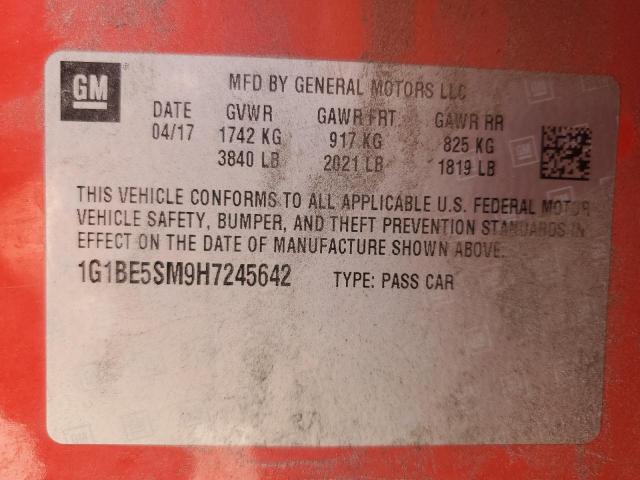 GM
MFD BY GENERAL MOTORS LLC
DATE GVWR GAWR FRT GAWR RR
04/17 1742 KG 917 KG 825 KG
3840 LB 2021 LB 1819 LB
THIS VEHICLE CONFORMS TO ALL APPLICABLE U.S. FEDERAL MOTOR
VEHICLE SAFETY, BUMPER, AND THEFT PREVENTION STANDARDS IN
EFFECT ON THE DATE OF MANUFACTURE SHOWN ABOVE.
1G1BE5SM9H7245642 TYPE: PASS CAR